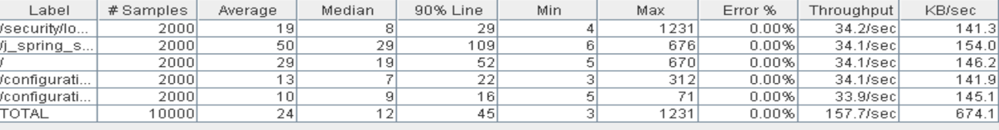 Label # Samples Average Median 90% Line Min Max Error % Throughput KB/sec
/security/lo... 2000 19 8 29 4 1231 0.00% 34.2/sec 141.3
/j_spring_s... 2000 50 29 109 6 676 0.00% 34.1/sec 154.0
/ 2000 29 19 52 5 670 0.00% 34.1/sec 146.2
/configurati... 2000 13 7 22 3 312 0.00% 34.1/sec 141.9
/configurati... 2000 10 9 16 5 71 0.00% 33.9/sec 145.1
TOTAL 10000 24 12 45 3 1231 0.00% 157.7/sec 674.1